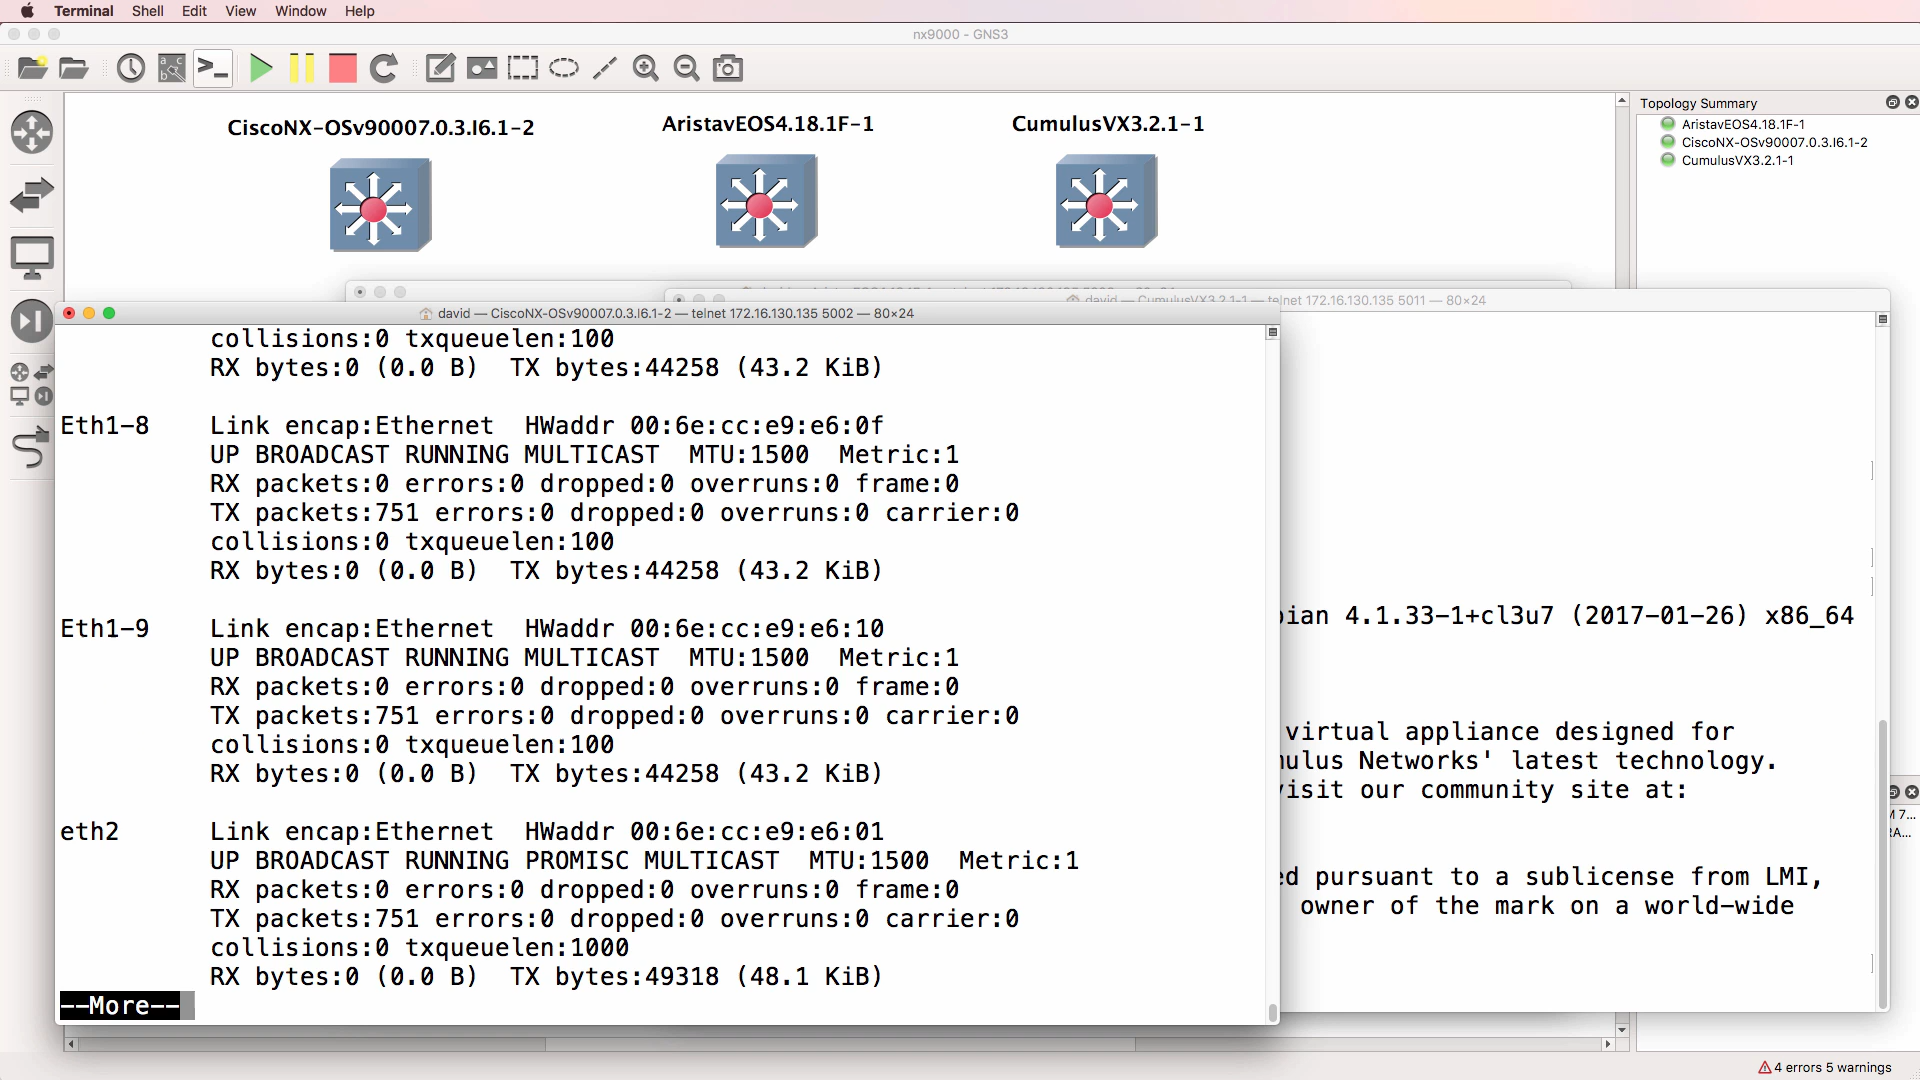 Terminal Shell Edit View Window Help
nx9000 - GNS3
CiscoNX-OSv90007.0.3.I6.1-2
AristavEOS4.18.1F-1
CumulusVX3.2.1-1
Topology Summary
AristavEOS4.18.1F-1
CiscoNX-OSv90007.0.3.I6.1-2
CumulusVX3.2.1-1
david — CumulusVX3.2.1-1 — telnet 172.16.130.135 5011 — 80×24
david — CiscoNX-OSv90007.0.3.I6.1-2 — telnet 172.16.130.135 5002 — 80×24
collisions:0 txqueuelen:100
RX bytes:0 (0.0 B)  TX bytes:44258 (43.2 KiB)
Eth1-8    Link encap:Ethernet  HWaddr 00:6e:cc:e9:e6:0f
UP BROADCAST RUNNING MULTICAST  MTU:1500  Metric:1
RX packets:0 errors:0 dropped:0 overruns:0 frame:0
TX packets:751 errors:0 dropped:0 overruns:0 carrier:0
collisions:0 txqueuelen:100
RX bytes:0 (0.0 B)  TX bytes:44258 (43.2 KiB)
Eth1-9    Link encap:Ethernet  HWaddr 00:6e:cc:e9:e6:10
UP BROADCAST RUNNING MULTICAST  MTU:1500  Metric:1
RX packets:0 errors:0 dropped:0 overruns:0 frame:0
TX packets:751 errors:0 dropped:0 overruns:0 carrier:0
collisions:0 txqueuelen:100
RX bytes:0 (0.0 B)  TX bytes:44258 (43.2 KiB)
eth2      Link encap:Ethernet  HWaddr 00:6e:cc:e9:e6:01
UP BROADCAST RUNNING PROMISC MULTICAST  MTU:1500  Metric:1
RX packets:0 errors:0 dropped:0 overruns:0 frame:0
TX packets:751 errors:0 dropped:0 overruns:0 carrier:0
collisions:0 txqueuelen:1000
RX bytes:0 (0.0 B)  TX bytes:49318 (48.1 KiB)
--More--
ian 4.1.33-1+cl3u7 (2017-01-26) x86_64
virtual appliance designed for
ulus Networks' latest technology.
isit our community site at:
ed pursuant to a sublicense from LMI,
owner of the mark on a world-wide
4 errors 5 warnings